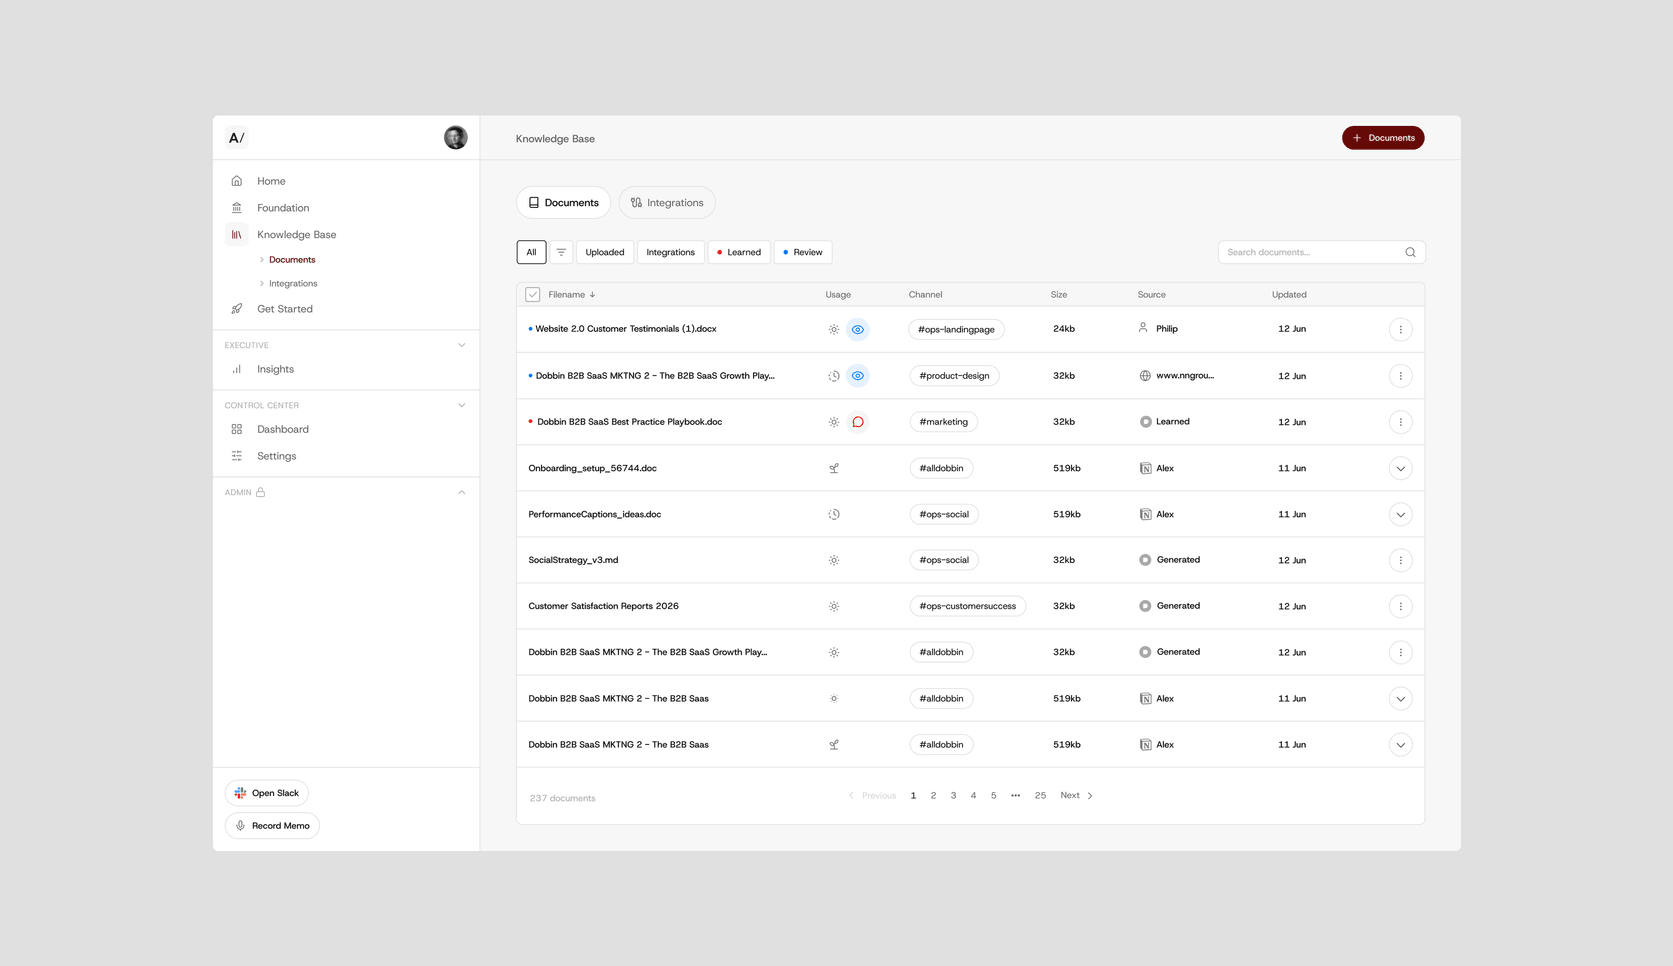 A/
Home
Foundation
Knowledge Base
Documents
Integrations
Get Started
EXECUTIVE
Insights
CONTROL CENTER
Dashboard
Settings
ADMIN
Open Slack
Record Memo
Knowledge Base
+ Documents
Documents Integrations
All Uploaded Integrations Learned Review Search documents...
Filename ↓ Usage Channel Size Source Updated
Website 2.0 Customer Testimonials (1).docx #ops-landingpage 24kb Philip 12 Jun
Dobbin B2B SaaS MKTNG 2 - The B2B SaaS Growth Play... #product-design 32kb www.nngrou... 12 Jun
Dobbin B2B SaaS Best Practice Playbook.doc #marketing 32kb Learned 12 Jun
Onboarding_setup_56744.doc #alldobbin 519kb Alex 11 Jun
PerformanceCaptions_ideas.doc #ops-social 519kb Alex 11 Jun
SocialStrategy_v3.md #ops-social 32kb Generated 12 Jun
Customer Satisfaction Reports 2026 #ops-customersuccess 32kb Generated 12 Jun
Dobbin B2B SaaS MKTNG 2 - The B2B SaaS Growth Play... #alldobbin 32kb Generated 12 Jun
Dobbin B2B SaaS MKTNG 2 - The B2B Saas #alldobbin 519kb Alex 11 Jun
Dobbin B2B SaaS MKTNG 2 - The B2B Saas #alldobbin 519kb Alex 11 Jun
237 documents Previous 1 2 3 4 5 ... 25 Next